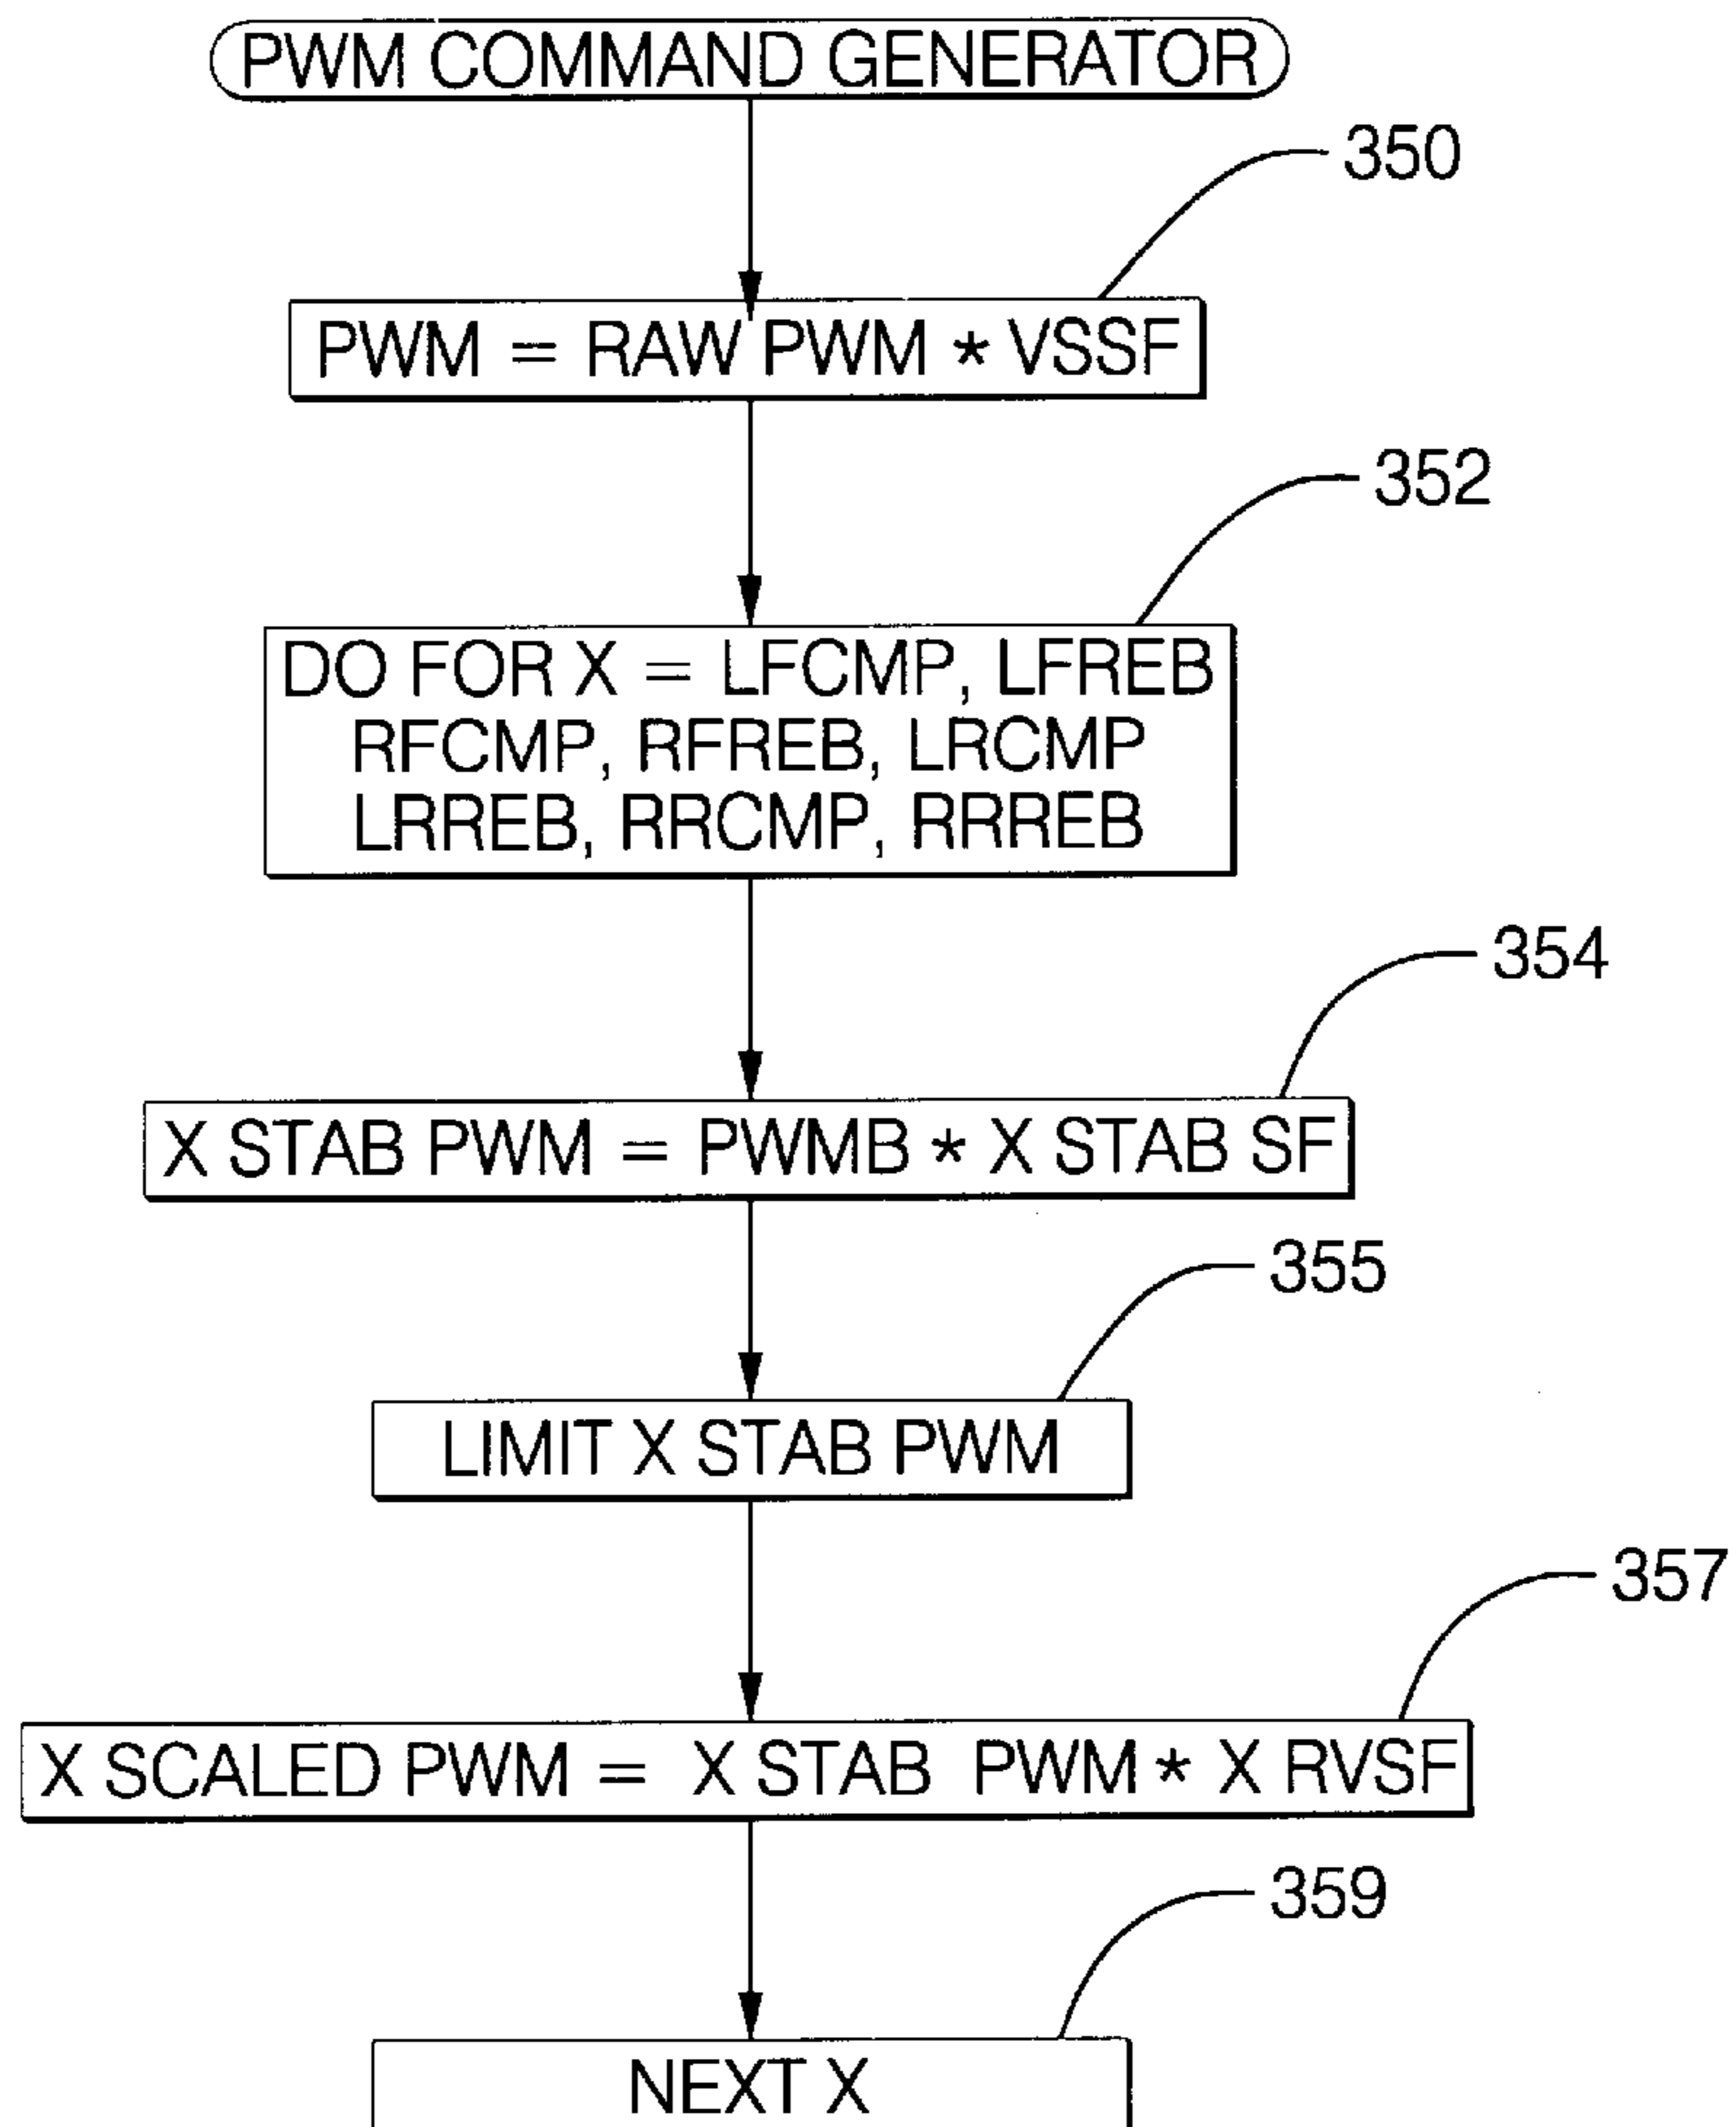 PWM COMMAND GENERATOR
350
PWM = RAW PWM * VSSF
352
DO FOR X = LFCMP, LFREB
RFCMP, RFREB, LRCMP
LRREB, RRCMP, RRREB
354
X STAB PWM = PWMB * X STAB SF
355
LIMIT X STAB PWM
357
X SCALED PWM = X STAB PWM * X RVSF
359
NEXT X